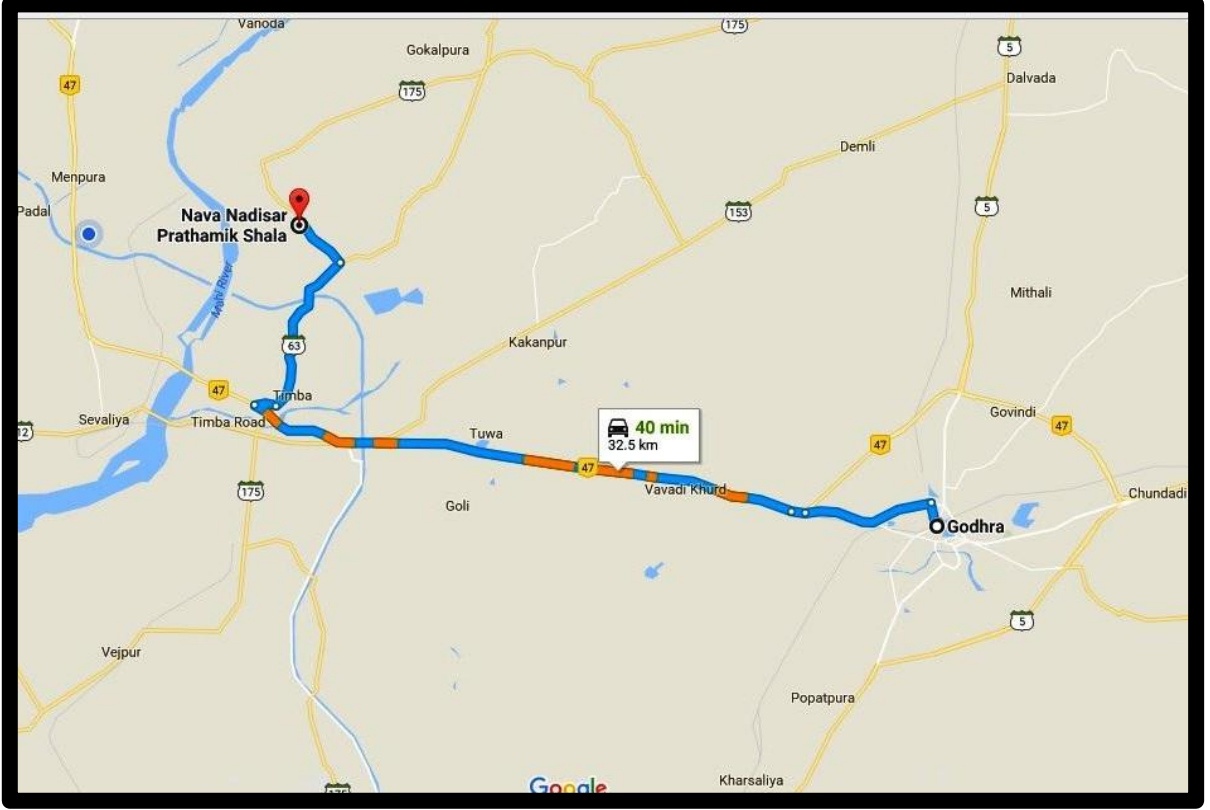 Vanoda
175
Gokalpura
5
Dalvada
47
175
Demli
Menpura
Padal
Nava Nadisar
Prathamik Shala
153
5
Mahi River
Mithali
63
Kakanpur
47
Timba
Sevaliya
Timba Road
12
Tuwa
40 min
32.5 km
Govindi
47
47
47
Vavadi Khurd
175
Goli
Chundadi
Godhra
5
Vejpur
Popatpura
Kharsaliya
175
Google